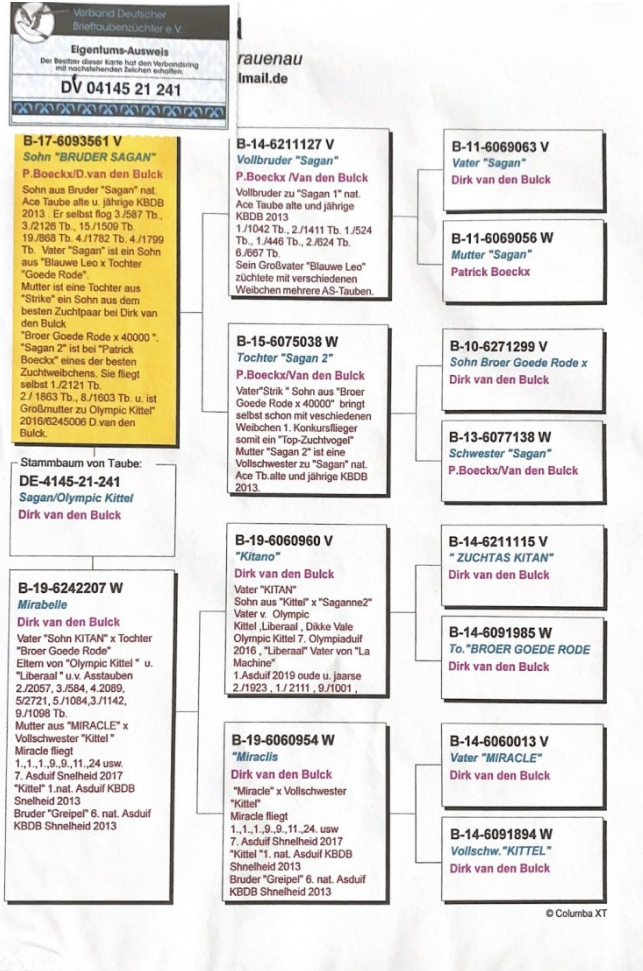 Verband Deutscher
Brieftaubenzüchter e.V.
Eigentums-Ausweis
Der Besitzer dieser Karte hat den Verbandsring
mit nachstehenden Zeichen erhalten:
DV 04145 21 241
rauenau
lmail.de
B-17-6093561 V
Sohn "BRUDER SAGAN"
P.Boeckx/D.van den Bulck
Sohn aus Bruder "Sagan" nat.
Ace Taube alte u. jährige KBDB
2013 . Er selbst flog 3./587 Tb.,
3./2126 Tb., 15./1509 Tb.
19./868 Tb. 4./1782 Tb. 4./1799
Tb. Vater "Sagan" ist ein Sohn
aus "Blauwe Leo x Tochter
"Goede Rode".
Mutter ist eine Tochter aus
"Strike" ein Sohn aus dem
besten Zuchtpaar bei Dirk van
den Bulck
"Broer Goede Rode x 40000 ".
"Sagan 2" ist bei "Patrick
Boeckx" eines der besten
Zuchtweibchens. Sie fliegt
selbst 1./2121 Tb.
2./ 1863 Tb., 8./1603 Tb. u. ist
Großmutter zu Olympic Kittel"
2016/6245006 D.van den
Bulck.
Stammbaum von Taube:
DE-4145-21-241
Sagan/Olympic Kittel
Dirk van den Bulck
B-19-6242207 W
Mirabelle
Dirk van den Bulck
Vater "Sohn KITAN" x Tochter
"Broer Goede Rode"
Eltern von "Olympic Kittel " u.
"Liberaal " u.v. Asstauben
2./2057, 3./584, 4.2089,
5/2721, 5./1084,3./1142,
9./1098 Tb.
Mutter aus "MIRACLE" x
Vollschwester "Kittel "
Miracle fliegt
1.,1.,1.,9.,9.,11.,24 usw.
7. Asduif Snelheid 2017
"Kittel" 1.nat. Asduif KBDB
Snelheid 2013
Bruder "Greipel" 6. nat. Asduif
KBDB Shnelheid 2013
B-14-6211127 V
Vollbruder "Sagan"
P.Boeckx /Van den Bulck
Vollbruder zu "Sagan 1" nat.
Ace Taube alte und jährige
KBDB 2013
1./1042 Tb., 2./1411 Tb. 1./524
Tb., 1./446 Tb., 2./624 Tb.
6./667 Tb.
Sein Großvater "Blauwe Leo"
züchtete mit verschiedenen
Weibchen mehrere AS-Tauben.
B-15-6075038 W
Tochter "Sagan 2"
P.Boeckx/Van den Bulck
Vater"Strik " Sohn aus "Broer
Goede Rode x 40000" bringt
selbst schon mit veschiedenen
Weibchen 1. Konkursflieger
somit ein "Top-Zuchtvogel"
Mutter "Sagan 2" ist eine
Vollschwester zu "Sagan" nat.
Ace Tb.alte und jährige KBDB
2013.
B-19-6060960 V
"Kitano"
Dirk van den Bulck
Vater "KITAN"
Sohn aus "Kittel" x "Saganne2"
Vater v. Olympic
Kittel ,Liberaal , Dikke Vale
Olympic Kittel 7. Olympiaduif
2016 , "Liberaal" Vater von "La
Machine"
1.Asduif 2019 oude u. jaarse
2./1923 , 1./ 2111 , 9./1001 ,
B-19-6060954 W
"Miraclis
Dirk van den Bulck
"Miracle" x Vollschwester
"Kittel"
Miracle fliegt
1.,1.,1.,9.,9.,11.,24. usw
7. Asduif Shnelheid 2017
"Kittel "1. nat. Asduif KBDB
Shnelheid 2013
Bruder "Greipel" 6. nat. Asduif
KBDB Shnelheid 2013
B-11-6069063 V
Vater "Sagan"
Dirk van den Bulck
B-11-6069056 W
Mutter "Sagan"
Patrick Boeckx
B-10-6271299 V
Sohn Broer Goede Rode x
Dirk van den Bulck
B-13-6077138 W
Schwester "Sagan"
P.Boeckx/Van den Bulck
B-14-6211115 V
" ZUCHTAS KITAN"
Dirk van den Bulck
B-14-6091985 W
To."BROER GOEDE RODE
Dirk van den Bulck
B-14-6060013 V
Vater "MIRACLE"
Dirk van den Bulck
B-14-6091894 W
Vollschw."KITTEL"
Dirk van den Bulck
© Columba XT